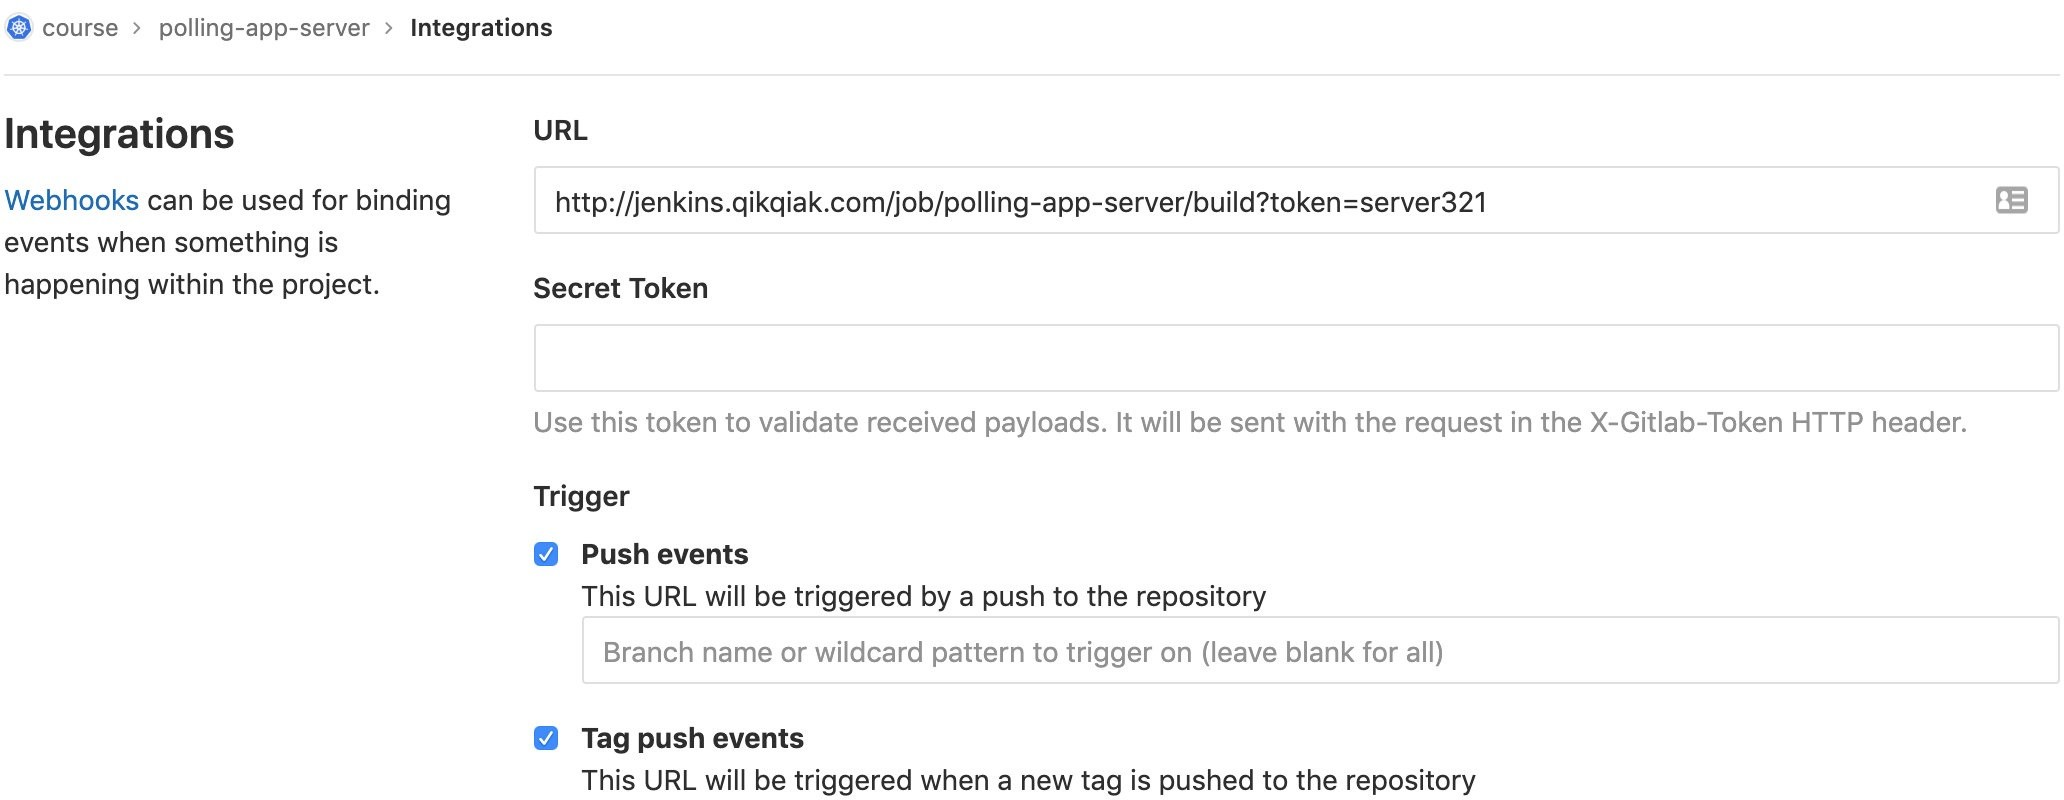 course > polling-app-server > Integrations
Integrations
Webhooks can be used for binding
events when something is
happening within the project.
URL
http://jenkins.qikqiak.com/job/polling-app-server/build?token=server321
Secret Token
Use this token to validate received payloads. It will be sent with the request in the X-Gitlab-Token HTTP header.
Trigger
Push events
This URL will be triggered by a push to the repository
Branch name or wildcard pattern to trigger on (leave blank for all)
Tag push events
This URL will be triggered when a new tag is pushed to the repository